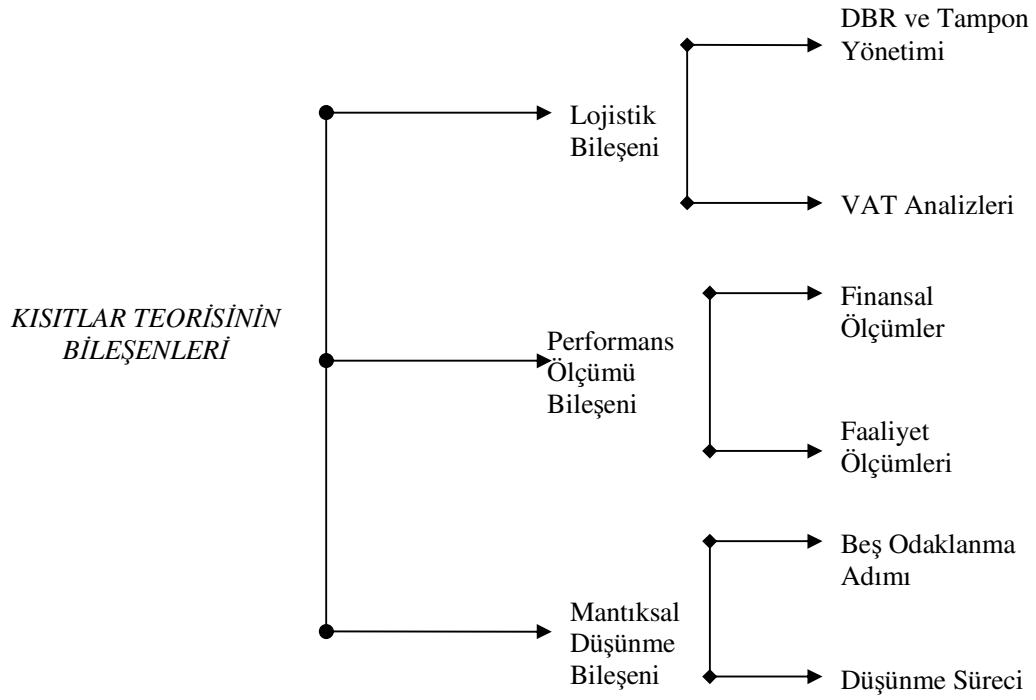 KISITLAR TEORİSİNİN
BİLEŞENLERİ
Lojistik
Bileşeni
DBR ve Tampon
Yönetimi
VAT Analizleri
Performans
Ölçümü
Bileşeni
Finansal
Ölçümler
Faaliyet
Ölçümleri
Mantıksal
Düşünme
Bileşeni
Beş Odaklanma
Adımı
Düşünme Süreci